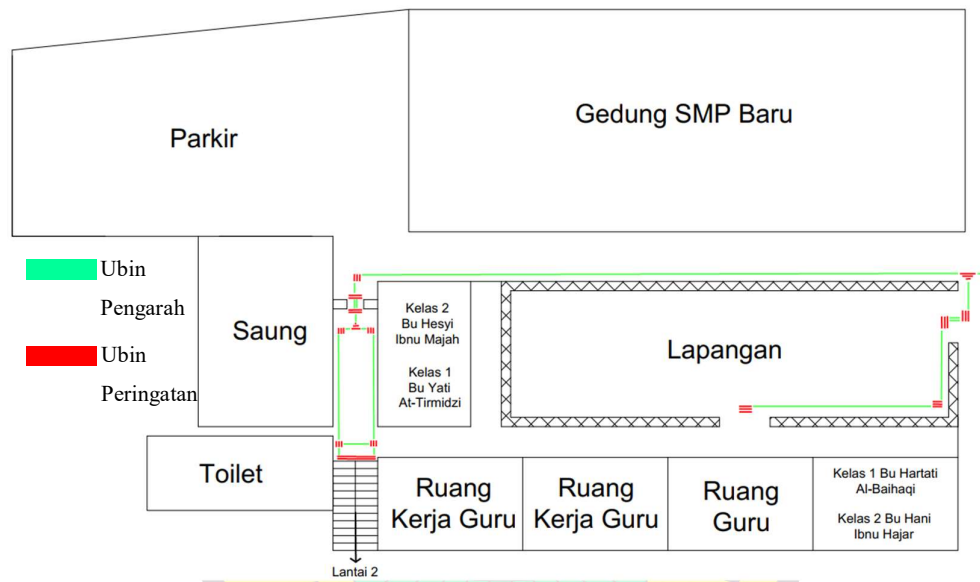 Gedung SMP Baru
Parkir
Ubin
Pengarah
Ubin
Peringatan
Saung
Kelas 2
Bu Hesyi
Ibnu Majah
Kelas 1
Bu Yati
At-Tirmidzi
Lapangan
Toilet
Ruang
Kerja Guru
Ruang
Kerja Guru
Ruang
Guru
Kelas 1 Bu Hartati
Al-Baihaqi
Kelas 2 Bu Hani
Ibnu Hajar
Lantai 2